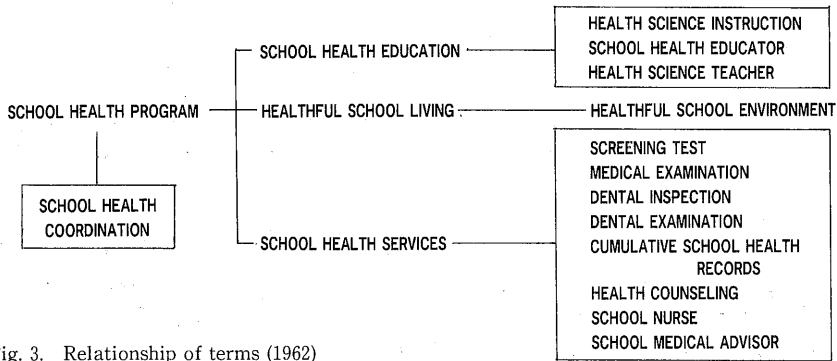 SCHOOL HEALTH PROGRAM
SCHOOL HEALTH
COORDINATION
SCHOOL HEALTH EDUCATION
HEALTH SCIENCE INSTRUCTION
SCHOOL HEALTH EDUCATOR
HEALTH SCIENCE TEACHER
HEALTHFUL SCHOOL LIVING
HEALTHFUL SCHOOL ENVIRONMENT
SCHOOL HEALTH SERVICES
SCREENING TEST
MEDICAL EXAMINATION
DENTAL INSPECTION
DENTAL EXAMINATION
CUMULATIVE SCHOOL HEALTH
RECORDS
HEALTH COUNSELING
SCHOOL NURSE
SCHOOL MEDICAL ADVISOR
ig. 3. Relationship of terms (1962)